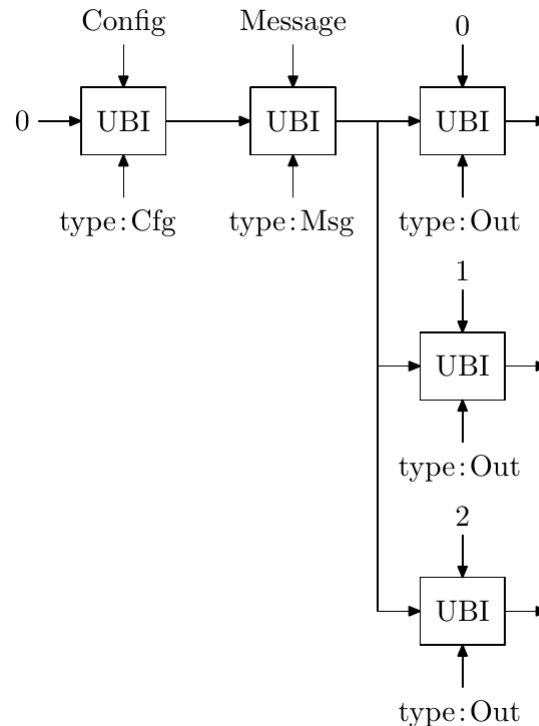 Config Message 0
0 UBI UBI UBI
type:Cfg type:Msg type:Out
1
UBI
type:Out
2
UBI
type:Out